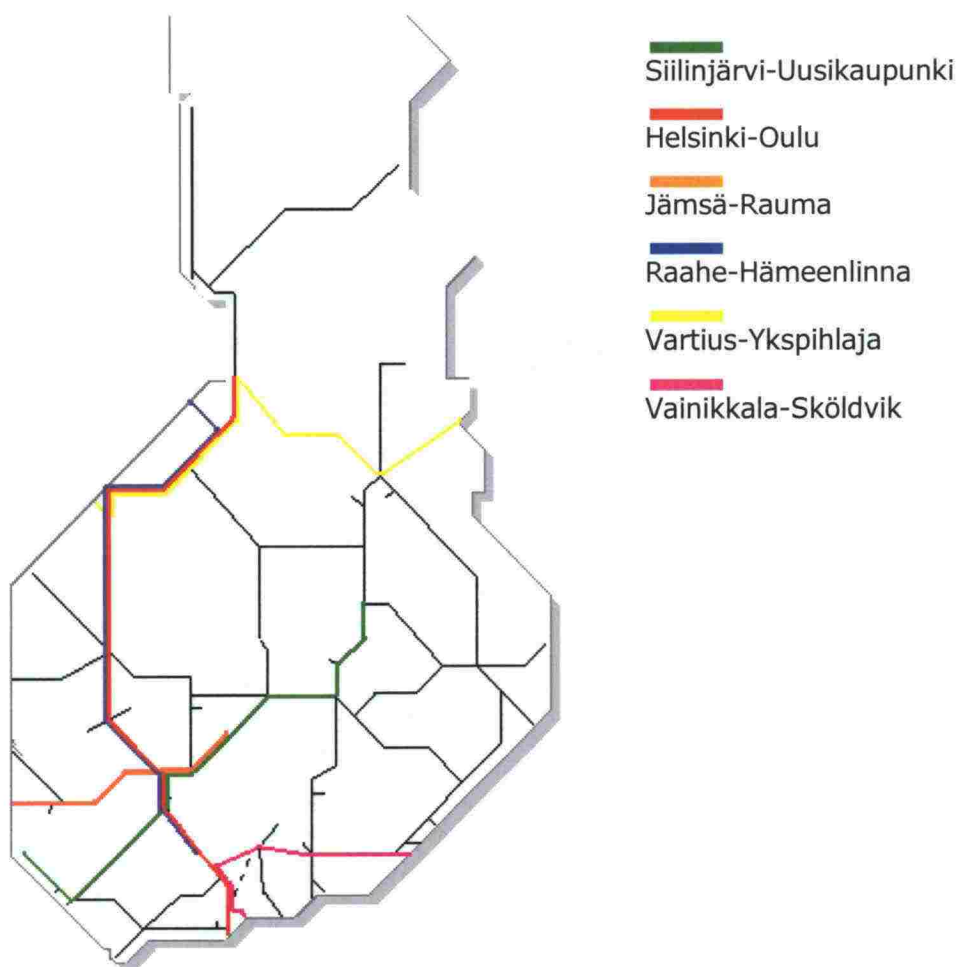 Siilinjärvi-Uusikaupunki
Helsinki-Oulu
Jämsä-Rauma
Raahe-Hämeenlinna
Vartius-Ykspihlaja
Vainikkala-Sköldvik